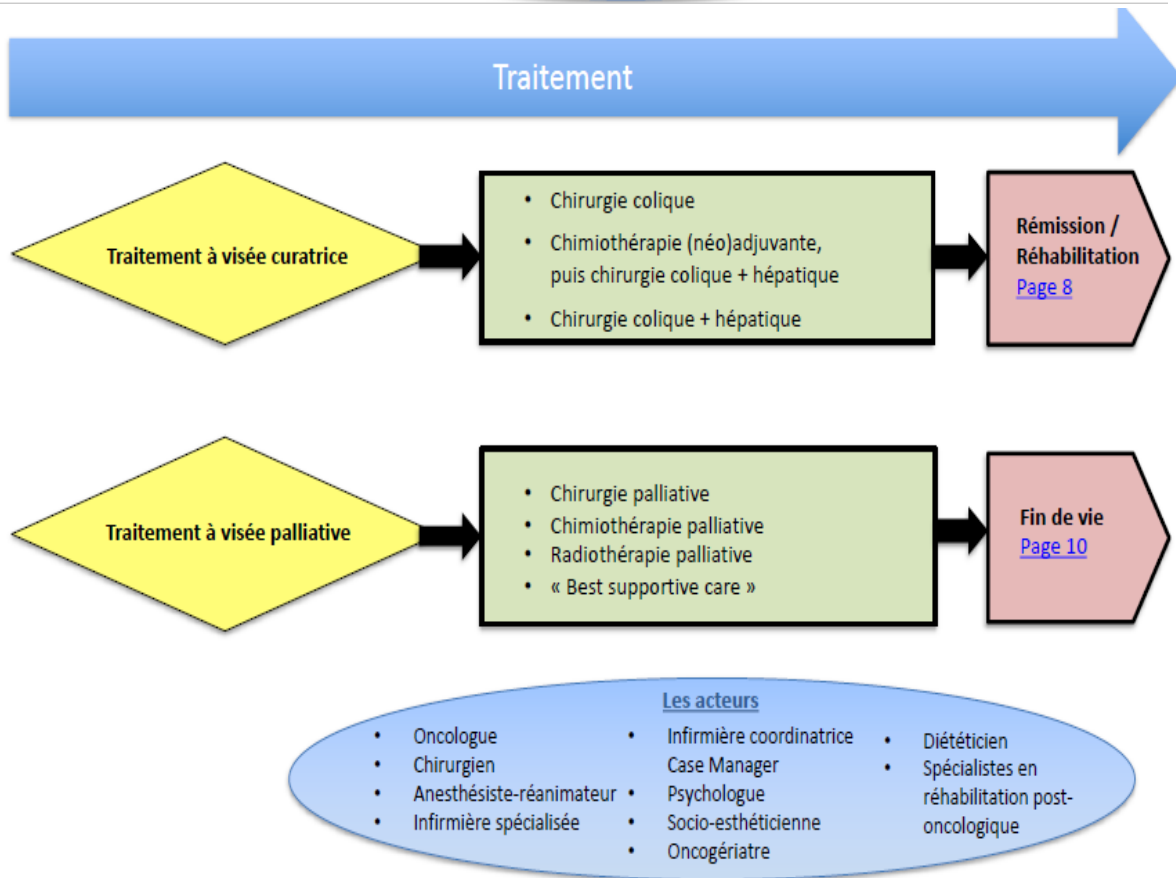 Traitement
Traitement à visée curatrice
• Chirurgie colique
• Chimiothérapie (néo)adjuvante,
puis chirurgie colique + hépatique
• Chirurgie colique + hépatique
Rémission /
Réhabilitation
Page 8
Traitement à visée palliative
• Chirurgie palliative
• Chimiothérapie palliative
• Radiothérapie palliative
• « Best supportive care »
Fin de vie
Page 10
Les acteurs
• Oncologue
• Chirurgien
• Anesthésiste-réanimateur
• Infirmière spécialisée
• Infirmière coordinatrice
Case Manager
• Psychologue
• Socio-esthéticienne
• Oncogériatre
• Diététicien
• Spécialistes en
réhabilitation post-
oncologique